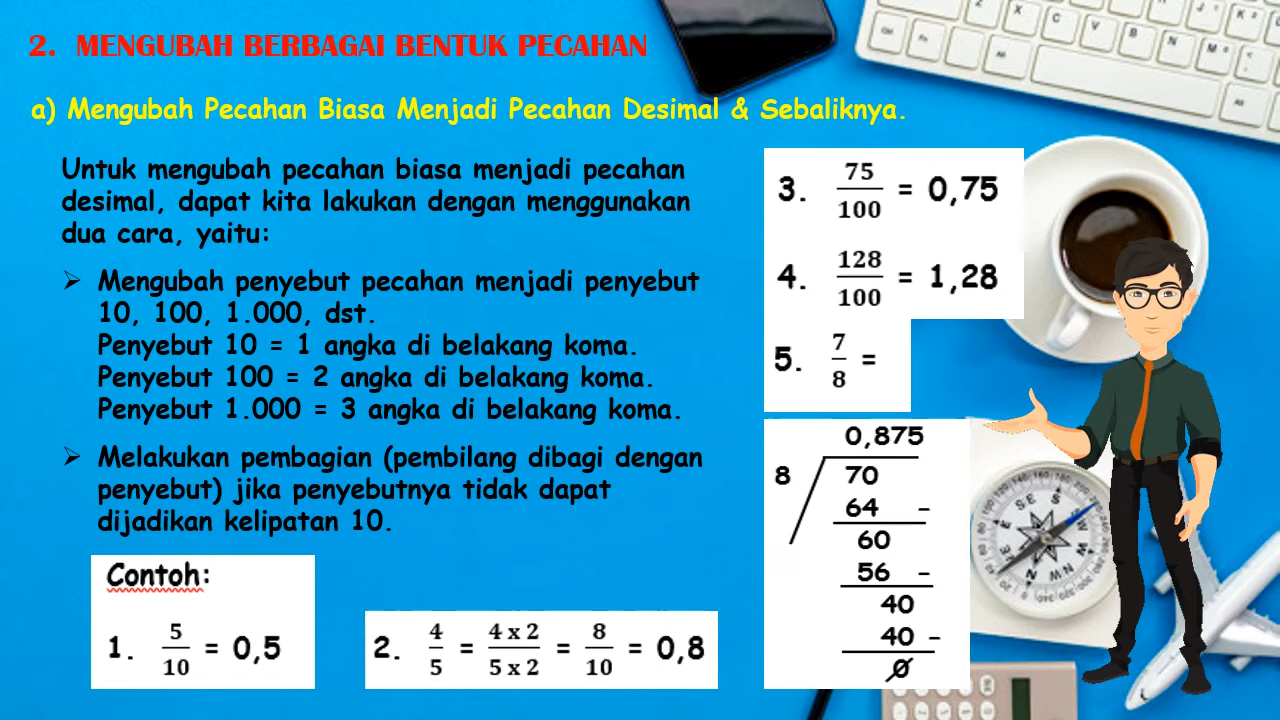 2. MENGUBAH BERBAGAI BENTUK PECAHAN
a) Mengubah Pecahan Biasa Menjadi Pecahan Desimal & Sebaliknya.
Untuk mengubah pecahan biasa menjadi pecahan
desimal, dapat kita lakukan dengan menggunakan
dua cara, yaitu:
➢ Mengubah penyebut pecahan menjadi penyebut
10, 100, 1.000, dst.
Penyebut 10 = 1 angka di belakang koma.
Penyebut 100 = 2 angka di belakang koma.
Penyebut 1.000 = 3 angka di belakang koma.
➢ Melakukan pembagian (pembilang dibagi dengan
penyebut) jika penyebutnya tidak dapat
dijadikan kelipatan 10.
Contoh:
1. 5/10 = 0,5
2. 4/5 = 4 x 2/5 x 2 = 8/10 = 0,8
3. 75/100 = 0,75
4. 128/100 = 1,28
5. 7/8 =
0,875
8 70
64 –
60
56 –
40
40 –
0